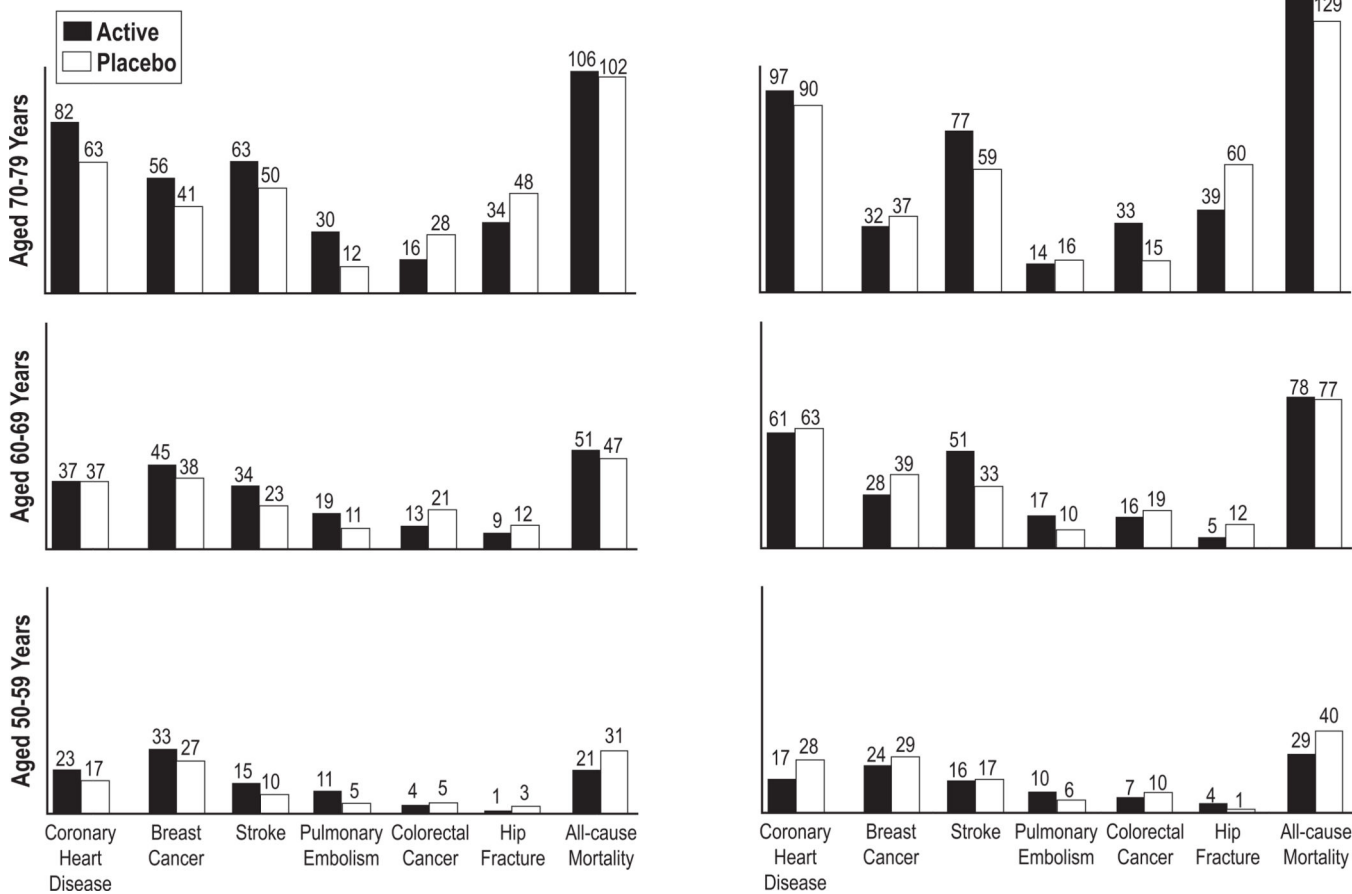 Active
Placebo
Aged 70-79 Years
82
63
56
41
63
50
30
12
16
28
34
48
106
102
97
90
32
37
77
59
14
16
33
15
39
60
129
Aged 60-69 Years
37
37
45
38
34
23
19
11
13
21
9
12
51
47
61
63
28
39
51
33
17
10
16
19
5
12
78
77
Aged 50-59 Years
23
17
33
27
15
10
11
5
4
5
1
3
21
31
17
28
24
29
16
17
10
6
7
10
4
1
29
40
Coronary
Heart
Disease
Breast
Cancer
Stroke
Pulmonary
Embolism
Colorectal
Cancer
Hip
Fracture
All-cause
Mortality
Coronary
Heart
Disease
Breast
Cancer
Stroke
Pulmonary
Embolism
Colorectal
Cancer
Hip
Fracture
All-cause
Mortality